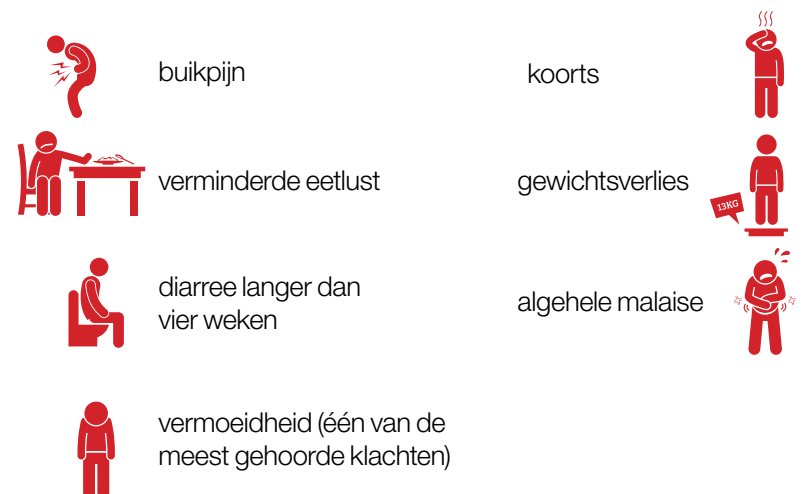 buikpijn
koorts
verminderde eetlust
gewichtsverlies
13KG
diarree langer dan
vier weken
algehele malaise
vermoeidheid (één van de
meest gehoorde klachten)